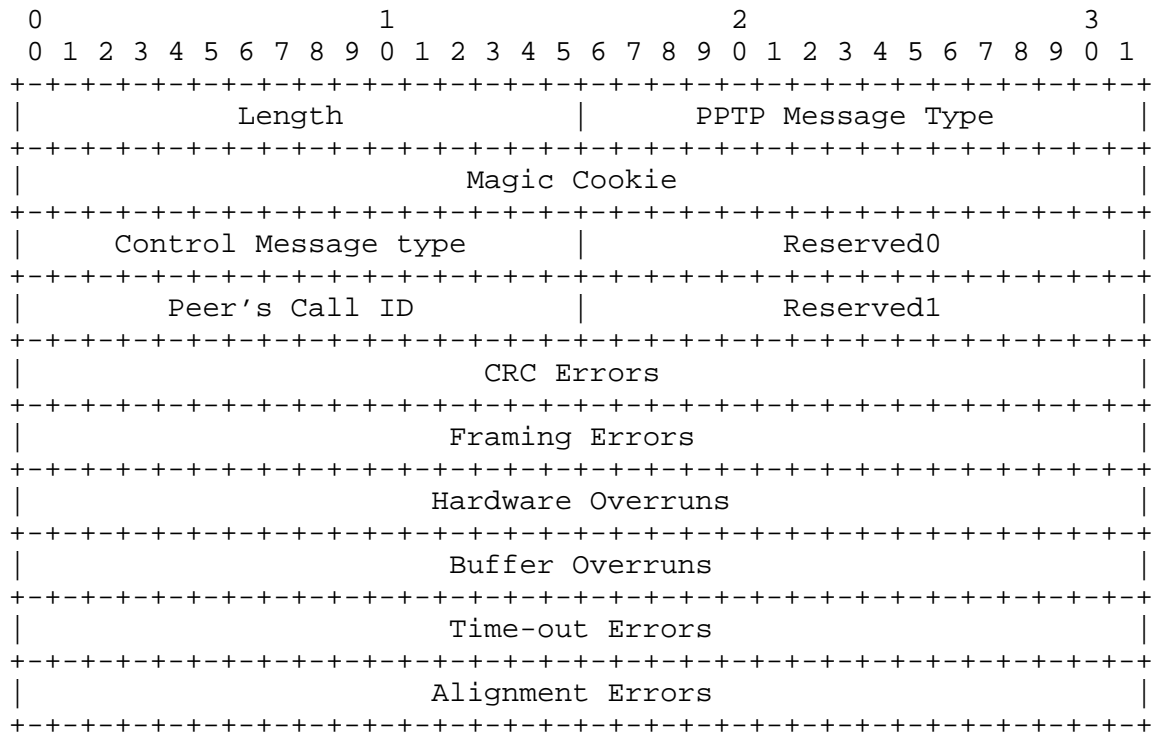 0                   1                   2                   3
 0 1 2 3 4 5 6 7 8 9 0 1 2 3 4 5 6 7 8 9 0 1 2 3 4 5 6 7 8 9 0 1
+-+-+-+-+-+-+-+-+-+-+-+-+-+-+-+-+-+-+-+-+-+-+-+-+-+-+-+-+-+-+-+-+
|            Length             |      PPTP Message Type        |
+-+-+-+-+-+-+-+-+-+-+-+-+-+-+-+-+-+-+-+-+-+-+-+-+-+-+-+-+-+-+-+-+
|                         Magic Cookie                          |
+-+-+-+-+-+-+-+-+-+-+-+-+-+-+-+-+-+-+-+-+-+-+-+-+-+-+-+-+-+-+-+-+
|     Control Message type      |           Reserved0           |
+-+-+-+-+-+-+-+-+-+-+-+-+-+-+-+-+-+-+-+-+-+-+-+-+-+-+-+-+-+-+-+-+
|        Peer’s Call ID         |           Reserved1           |
+-+-+-+-+-+-+-+-+-+-+-+-+-+-+-+-+-+-+-+-+-+-+-+-+-+-+-+-+-+-+-+-+
|                          CRC Errors                           |
+-+-+-+-+-+-+-+-+-+-+-+-+-+-+-+-+-+-+-+-+-+-+-+-+-+-+-+-+-+-+-+-+
|                        Framing Errors                         |
+-+-+-+-+-+-+-+-+-+-+-+-+-+-+-+-+-+-+-+-+-+-+-+-+-+-+-+-+-+-+-+-+
|                       Hardware Overruns                       |
+-+-+-+-+-+-+-+-+-+-+-+-+-+-+-+-+-+-+-+-+-+-+-+-+-+-+-+-+-+-+-+-+
|                        Buffer Overruns                        |
+-+-+-+-+-+-+-+-+-+-+-+-+-+-+-+-+-+-+-+-+-+-+-+-+-+-+-+-+-+-+-+-+
|                        Time-out Errors                        |
+-+-+-+-+-+-+-+-+-+-+-+-+-+-+-+-+-+-+-+-+-+-+-+-+-+-+-+-+-+-+-+-+
|                       Alignment Errors                        |
+-+-+-+-+-+-+-+-+-+-+-+-+-+-+-+-+-+-+-+-+-+-+-+-+-+-+-+-+-+-+-+-+